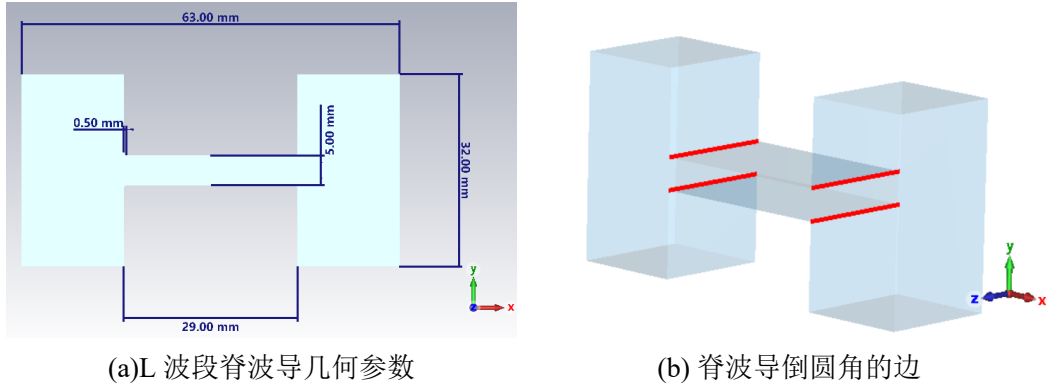 63.00 mm
0.50 mm
5.00 mm
32.00 mm
29.00 mm
y
z
x
y
z
x
(a)L 波段脊波导几何参数
(b) 脊波导倒圆角的边